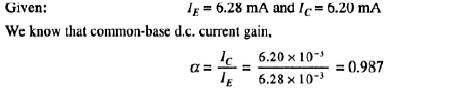 Given: I_E = 6.28 mA and I_C = 6.20 mA
We know that common-base d.c. current gain,
α = I_C / I_E = 6.20 × 10⁻³ / 6.28 × 10⁻³ = 0.987